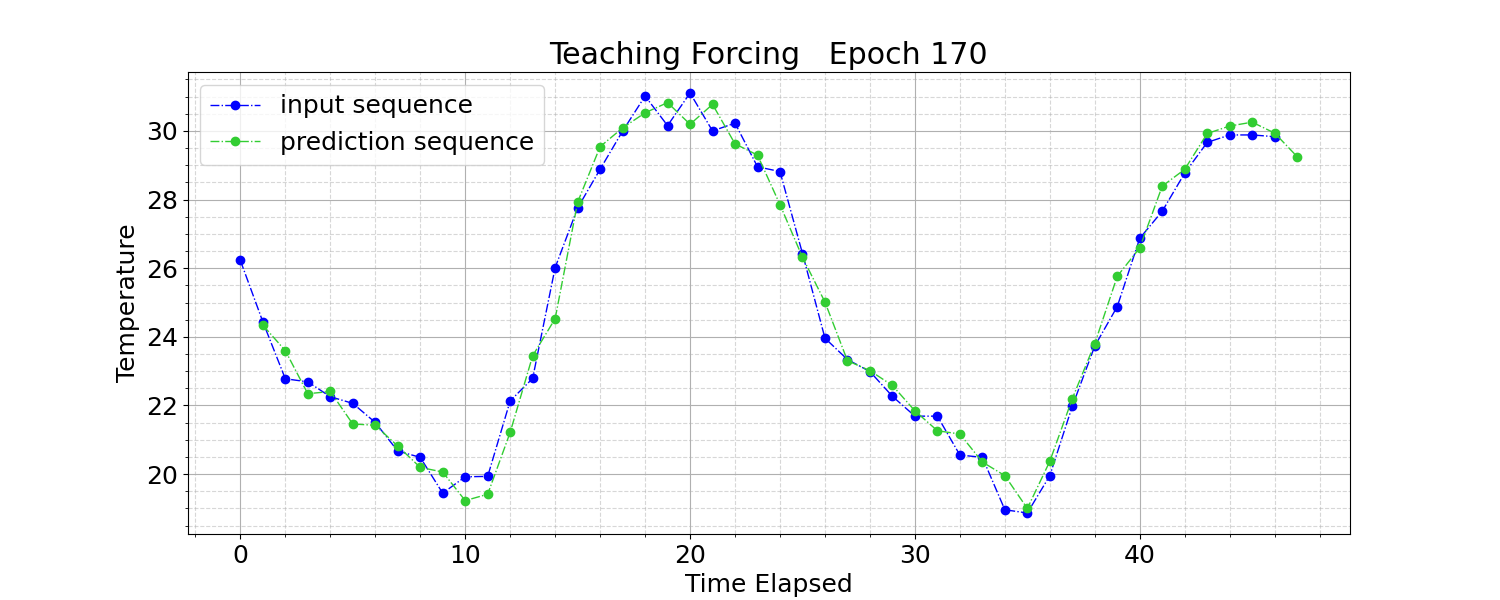 Teaching Forcing   Epoch 170
input sequence
prediction sequence
Temperature
30
28
26
24
22
20
0
10
20
30
40
Time Elapsed